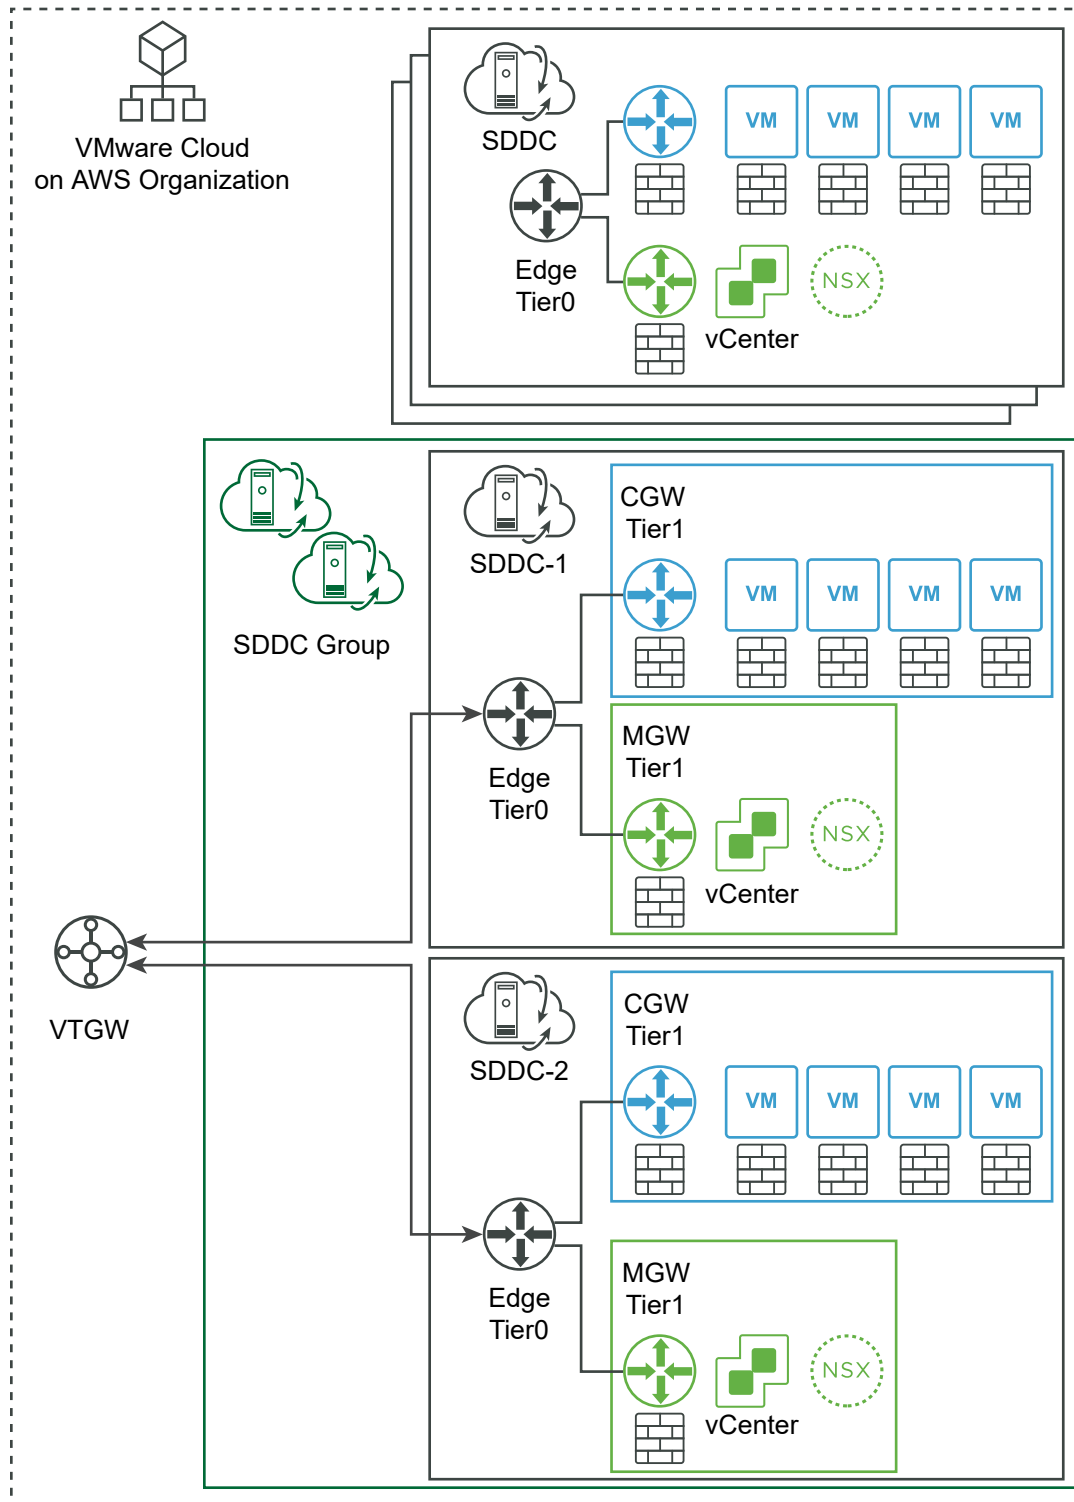 VMware Cloud
on AWS Organization
SDDC
VM VM VM VM
Edge
Tier0
NSX
vCenter
SDDC Group
SDDC-1
CGW
Tier1
VM VM VM VM
Edge
Tier0
MGW
Tier1
NSX
vCenter
VTGW
SDDC-2
CGW
Tier1
VM VM VM VM
Edge
Tier0
MGW
Tier1
NSX
vCenter